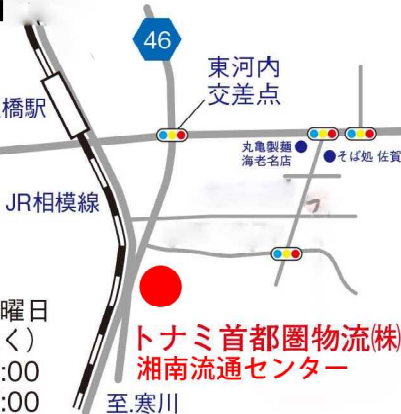 46
東河内
交差点
橋駅
丸亀製麺
海老名店
そば処 佐賀
JR相模線
曜日
く）
:00
:00
トナミ首都圏物流㈱
湘南流通センター
至.寒川